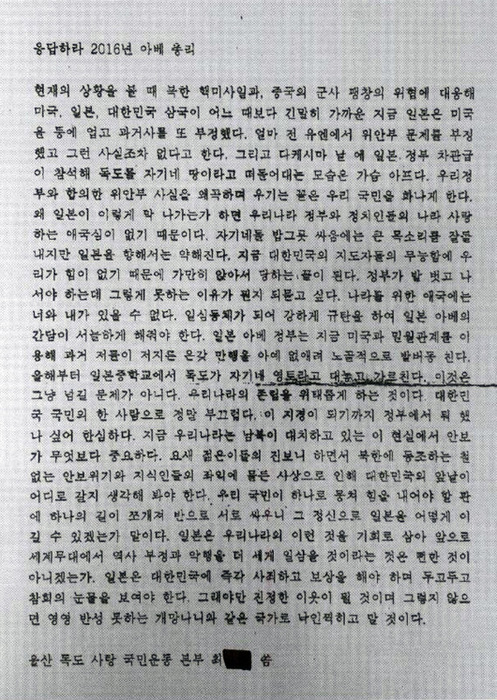 응답하라 2016년 아베 총리
현재의 상황을 볼 때 북한 핵미사일과, 중국의 군사 팽창의 위협에 대응해
미국, 일본, 대한민국 삼국이 어느 때보다 긴밀히 가까운 지금 일본은 미국
을 등에 업고 과거사를 또 부정했다. 얼마 전 유엔에서 위안부 문제를 부정
했고 그런 사실조차 없다고 한다. 그리고 다케시마 날 에 일본 정부 차관급
이 참석해 독도를 자기네 땅이라고 떠들어대는 모습은 가슴 아프다. 우리정
부와 합의한 위안부 사실을 왜곡하며 우기는 꼴은 우리 국민을 화나게 한다.
왜 일본이 이렇게 막 나가는가 하면 우리나라 정부와 정치인들의 나라 사랑
하는 애국심이 없기 때문이다. 자기네들 밥그릇 싸움에는 큰 목소리를 잘들
내지만 일본을 향해서는 약해진다. 지금 대한민국의 지도자들의 무능함에 우
리가 힘이 없기 때문에 가만히 앉아서 당하는 꼴이 된다. 정부가 발 벗고 나
서야 하는데 그렇게 못하는 이유가 뭔지 되묻고 싶다. 나라를 위한 애국에는
너와 내가 있을 수 없다. 일심동체가 되어 강하게 규탄을 하여 일본 아베의
간담이 서늘하게 해줘야 한다. 일본 아베 정부는 지금 미국과 밀월관계를 이
용해 과거 저들이 저지른 온갖 만행을 아예 없애려 노골적으로 발버둥 친다.
올해부터 일본중학교에서 독도가 자기네 영토라고 대놓고 가르친다. 이것은
그냥 넘길 문제가 아니다. 우리나라의 존립을 위태롭게 하는 것이다. 대한민
국 국민의 한 사람으로 정말 부끄럽다. 이 지경이 되기까지 정부에서 뭐 했
나 싶어 한심하다. 지금 우리나라는 남북이 대치하고 있는 이 현실에서 안보
가 무엇보다 중요하다. 요새 젊은이들의 진보니 하면서 북한에 동조하는 철
없는 안보위기와 지식인들의 좌익에 물든 사상으로 인해 대한민국의 앞날이
어디로 갈지 생각해 봐야 한다. 우리 국민이 하나로 뭉쳐 힘을 내어야 할 판
에 하나의 길이 쪼개져 반으로 서로 싸우니 그 정신으로 일본을 어떻게 이
길 수 있겠는가 말이다. 일본은 우리나라의 이런 것을 기회로 삼아 앞으로
세계무대에서 역사 부정과 악행을 더 세게 일삼을 것이라는 것은 뻔한 것이
아니겠는가. 일본은 대한민국에 즉각 사죄하고 보상을 해야 하며 두고두고
참회의 눈물을 보여야 한다. 그래야만 진정한 이웃이 될 것이며 그렇지 않으
면 영영 반성 못하는 개망나니와 같은 국가로 낙인찍히고 말 것이다.
울산 독도 사랑 국민운동 본부 최 씀